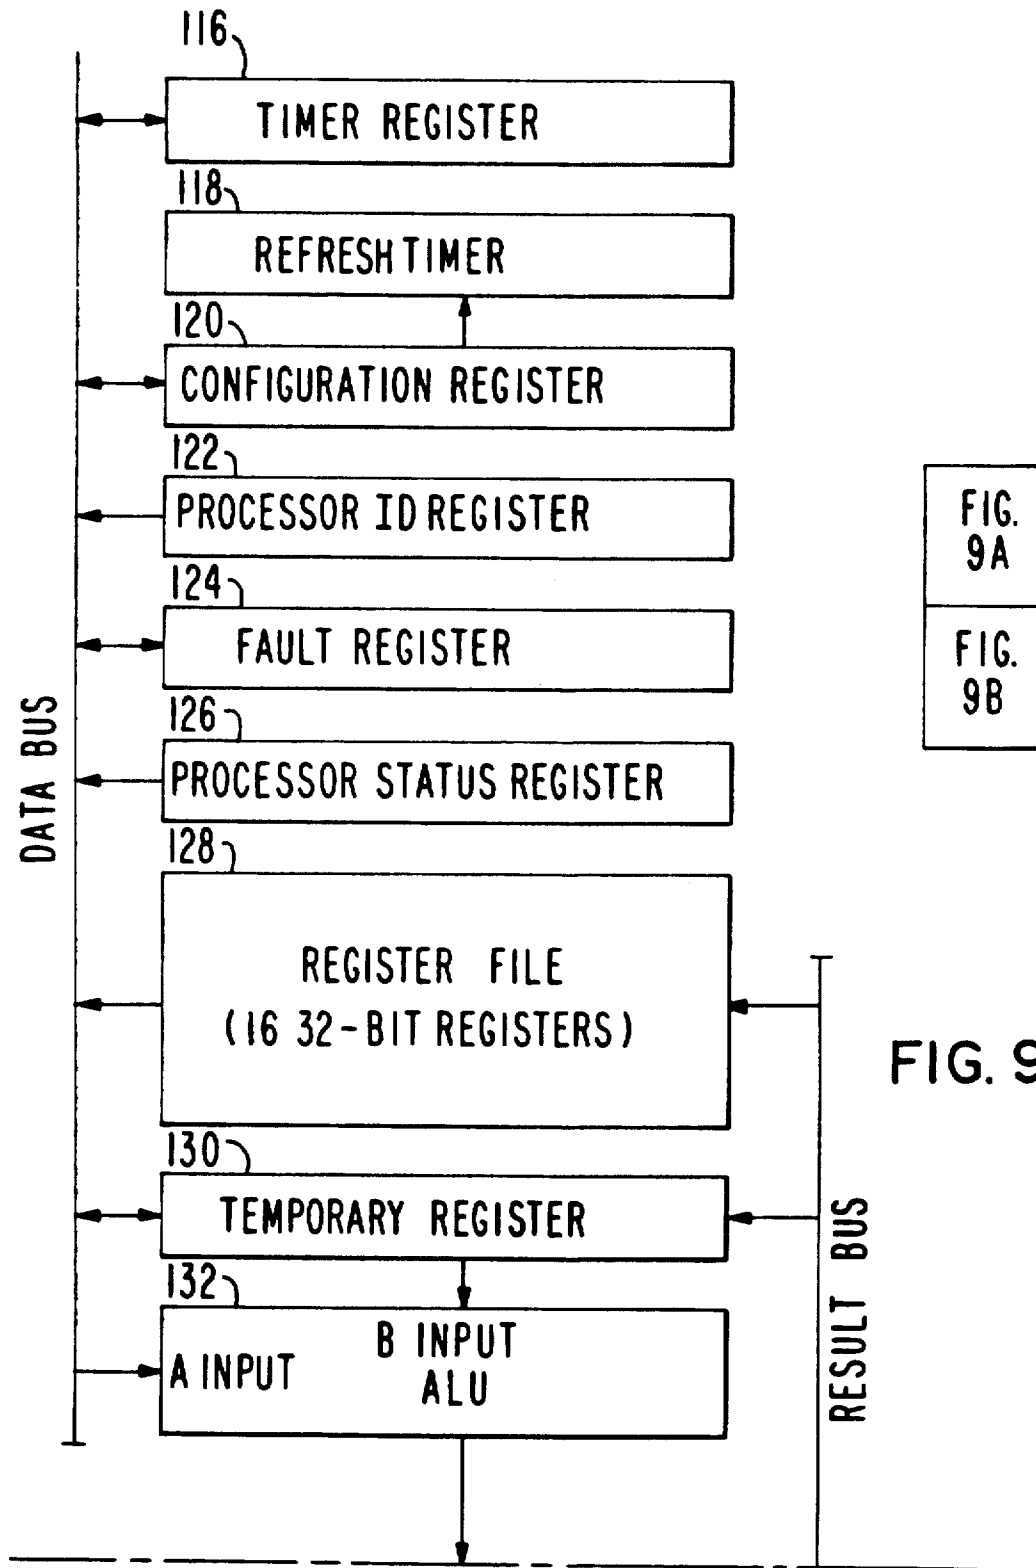 116
TIMER REGISTER
118
REFRESH TIMER
120
CONFIGURATION REGISTER
122
PROCESSOR ID REGISTER
124
FAULT REGISTER
126
PROCESSOR STATUS REGISTER
128
REGISTER FILE
(16 32-BIT REGISTERS)
130
TEMPORARY REGISTER
132
B INPUT
A INPUT
ALU
DATA BUS
RESULT BUS
FIG.
9A
FIG.
9B
FIG. 9